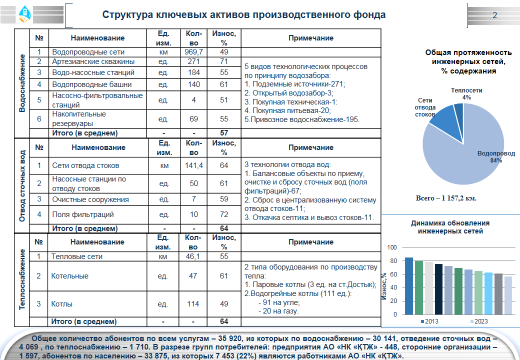 Структура ключевых активов производственного фонда
2
Водоснабжение
№ Наименование Ед. изм. Кол-во Износ, % Примечание
1 Водопроводные сети км 969,7 49
2 Артезианские скважины ед. 271 71
3 Водо-насосные станций ед. 184 55
4 Водопроводные башни ед. 140 61
5 Насосно-фильтровальные станций ед. 4 51
6 Накопительные резервуары ед. 69 55
Итого (в среднем) - - 57
5 видов технологических процессов
по принципу водозабора:
1. Подземные источники-271;
2. Открытый водозабор-3;
3. Покупная техническая-1;
4. Покупная питьевая-20;
5.Привозное водоснабжение-195.
Отвод сточных вод
№ Наименование Ед. изм. Кол-во Износ, % Примечание
1 Сети отвода стоков км 141,4 64
2 Насосные станции по отводу стоков ед. 50 61
3 Очистные сооружения ед. 7 59
4 Поля фильтраций ед. 10 72
Итого (в среднем) - - 64
3 технологии отвода вод:
1. Балансовые объекты по приему,
очистке и сбросу сточных вод (поля
фильтраций)-67;
2. Сброс в централизованную систему
отвода стоков-11;
3. Откачка септика и вывоз стоков-11.
Теплоснабжение
№ Наименование Ед. изм. Кол-во Износ, % Примечание
1 Тепловые сети км 46,1 55
2 Котельные ед. 47 61
3 Котлы ед. 114 49
Итого (в среднем) - - 64
2 типа оборудования по производству
тепла:
1. Паровые котлы (3 ед. на ст.Достык);
2.Водогрейные котлы (111 ед.):
- 91 на угле;
- 20 на газу.
Общая протяженность
инженерных сетей,
% содержания
Теплосети
4%
Сети
отвода
стоков
Водопровод
84%
Всего – 1 157,2 км.
Динамика обновления
инженерных сетей
Износ,%
100
80
60
40
20
0
2013 2023
Общее количество абонентов по всем услугам – 35 920, из которых по водоснабжению – 30 141, отведение сточных вод –
4 069 , по теплоснабжению – 1 710. В разрезе групп потребителей: предприятия АО «НК «ҚТЖ» - 448, сторонние организации –
1 597, абонентов по населению – 33 875, из которых 7 453 (22%) являются работниками АО «НК «ҚТЖ».